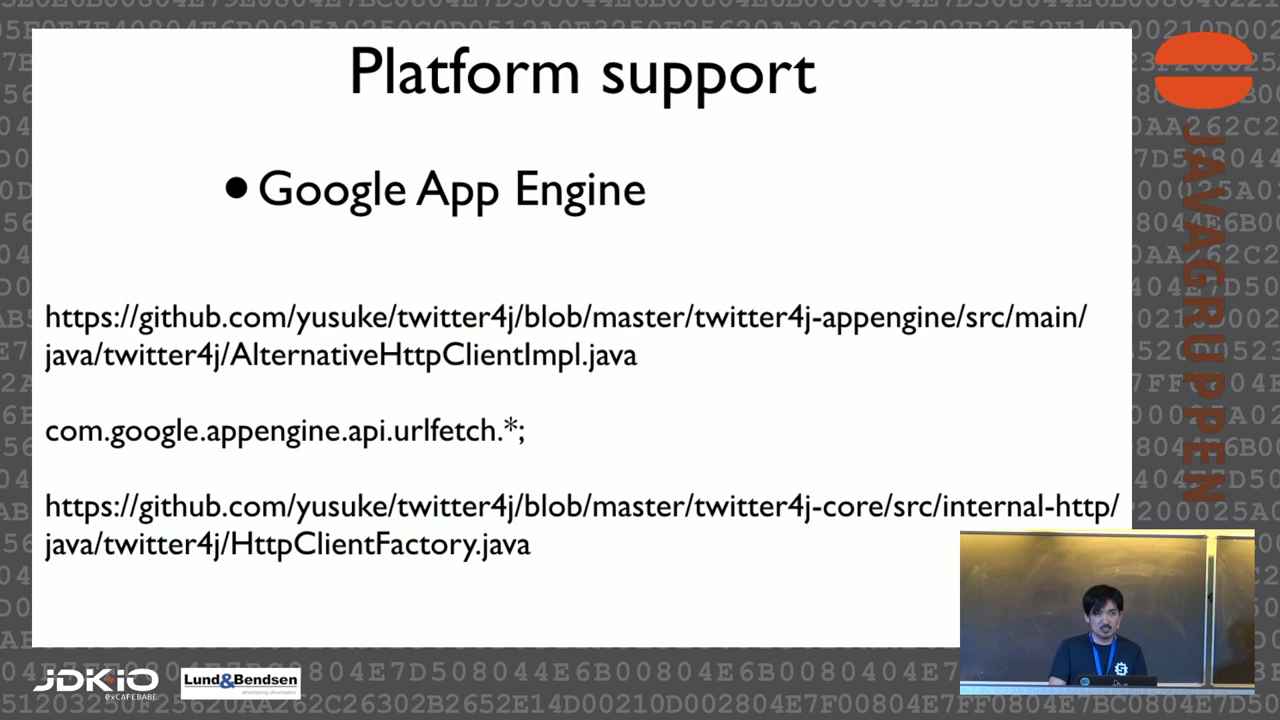 Platform support
•Google App Engine
https://github.com/yusuke/twitter4j/blob/master/twitter4j-appengine/src/main/
java/twitter4j/AlternativeHttpClientImpl.java
com.google.appengine.api.urlfetch.*;
https://github.com/yusuke/twitter4j/blob/master/twitter4j-core/src/internal-http/
java/twitter4j/HttpClientFactory.java
JAVAGRUPPEN
JDKIO
0xCAFEBABE
Lund&Bendsen
developing developers